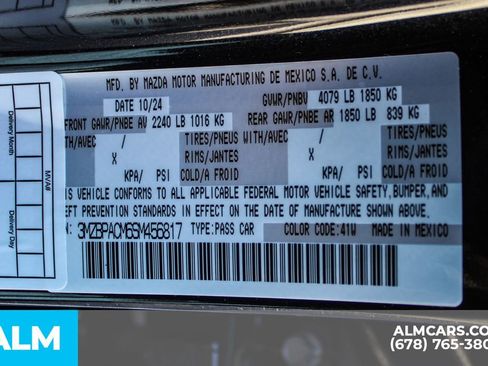 MFD. BY MAZDA MOTOR MANUFACTURING DE MEXICO S.A. DE C.V.
DATE 10/24 GVWR/PNBV 4079 LB 1850 KG
FRONT GAWR/PNBE AV 2240 LB 1016 KG REAR GAWR/PNBE AR 1850 LB 839 KG
WITH/AVEC / TIRES/PNEUS WITH/AVEC / TIRES/PNEUS
X RIMS/JANTES X RIMS/JANTES
KPA/ PSI COLD/A FROID KPA/ PSI COLD/A FROID
IS VEHICLE CONFORMS TO ALL APPLICABLE FEDERAL MOTOR VEHICLE SAFETY, BUMPER, AND
EFT PREVENTION STANDARDS IN EFFECT ON THE DATE OF MANUFACTURE SHOWN ABOVE.
N: 3MZBPACM6SM456817 TYPE: PASS CAR COLOR: 41W MADE IN MEXICO
Delivery Month
MVA#
Delivery Day
ALM
ALMCARS.CO
(678) 765-380